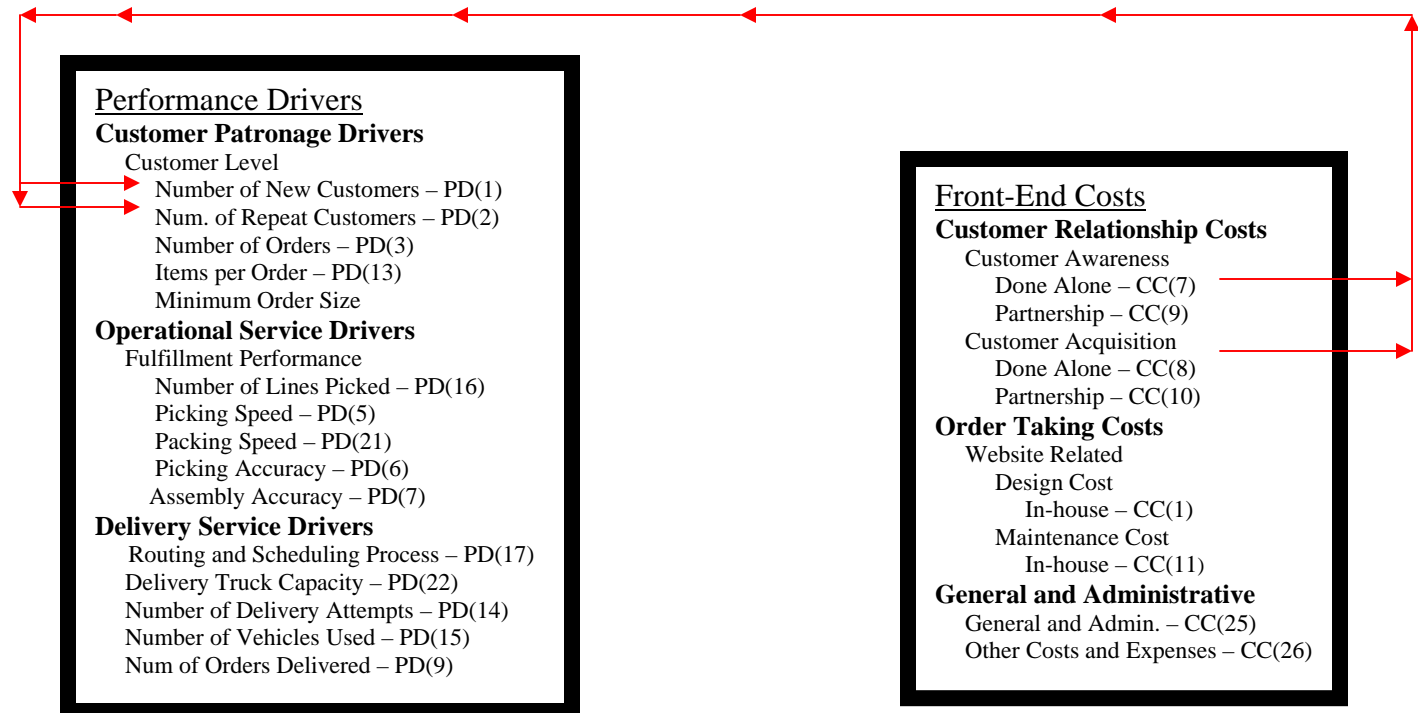 Performance Drivers
Customer Patronage Drivers
Customer Level
Number of New Customers – PD(1)
Num. of Repeat Customers – PD(2)
Number of Orders – PD(3)
Items per Order – PD(13)
Minimum Order Size
Operational Service Drivers
Fulfillment Performance
Number of Lines Picked – PD(16)
Picking Speed – PD(5)
Packing Speed – PD(21)
Picking Accuracy – PD(6)
Assembly Accuracy – PD(7)
Delivery Service Drivers
Routing and Scheduling Process – PD(17)
Delivery Truck Capacity – PD(22)
Number of Delivery Attempts – PD(14)
Number of Vehicles Used – PD(15)
Num of Orders Delivered – PD(9)
Front-End Costs
Customer Relationship Costs
Customer Awareness
Done Alone – CC(7)
Partnership – CC(9)
Customer Acquisition
Done Alone – CC(8)
Partnership – CC(10)
Order Taking Costs
Website Related
Design Cost
In-house – CC(1)
Maintenance Cost
In-house – CC(11)
General and Administrative
General and Admin. – CC(25)
Other Costs and Expenses – CC(26)